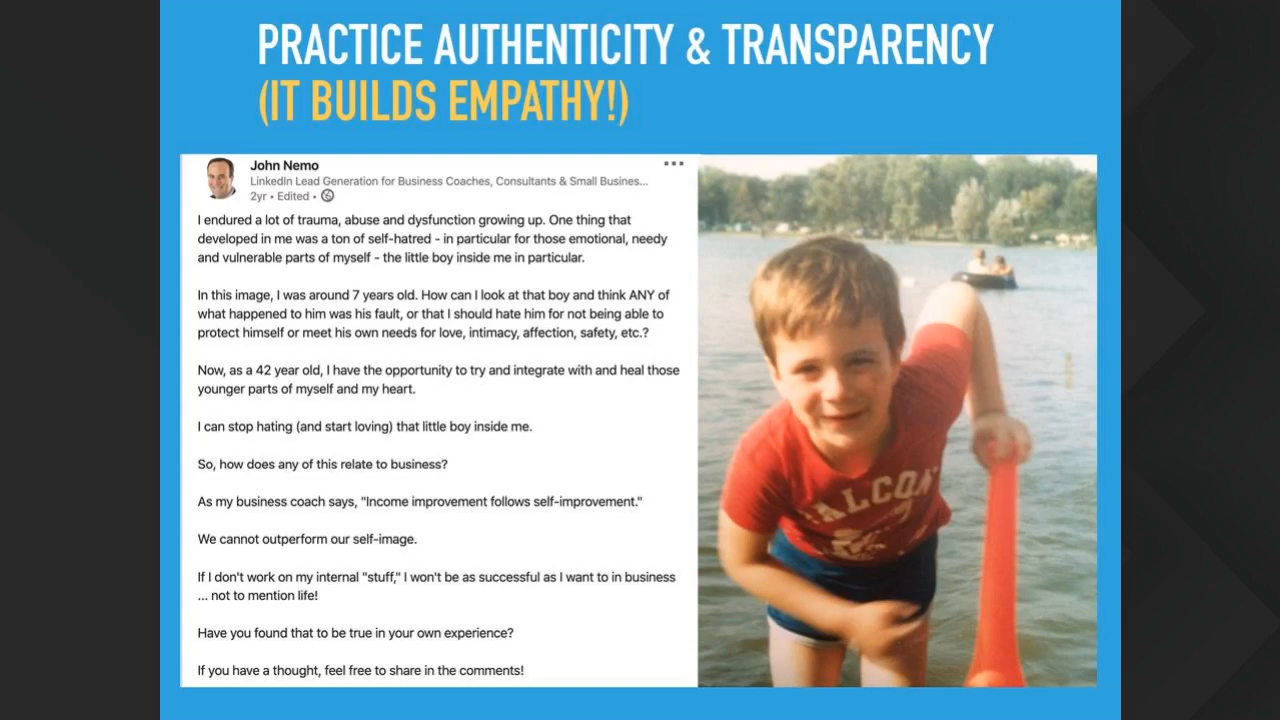 PRACTICE AUTHENTICITY & TRANSPARENCY
(IT BUILDS EMPATHY!)
John Nemo
LinkedIn Lead Generation for Business Coaches, Consultants & Small Busines...
2yr • Edited •
I endured a lot of trauma, abuse and dysfunction growing up. One thing that
developed in me was a ton of self-hatred - in particular for those emotional, needy
and vulnerable parts of myself - the little boy inside me in particular.
In this image, I was around 7 years old. How can I look at that boy and think ANY of
what happened to him was his fault, or that I should hate him for not being able to
protect himself or meet his own needs for love, intimacy, affection, safety, etc.?
Now, as a 42 year old, I have the opportunity to try and integrate with and heal those
younger parts of myself and my heart.
I can stop hating (and start loving) that little boy inside me.
So, how does any of this relate to business?
As my business coach says, "Income improvement follows self-improvement."
We cannot outperform our self-image.
If I don't work on my internal "stuff," I won't be as successful as I want to in business
... not to mention life!
Have you found that to be true in your own experience?
If you have a thought, feel free to share in the comments!